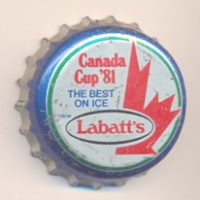 Canada
Cup '81
THE BEST
ON ICE
Labatt's